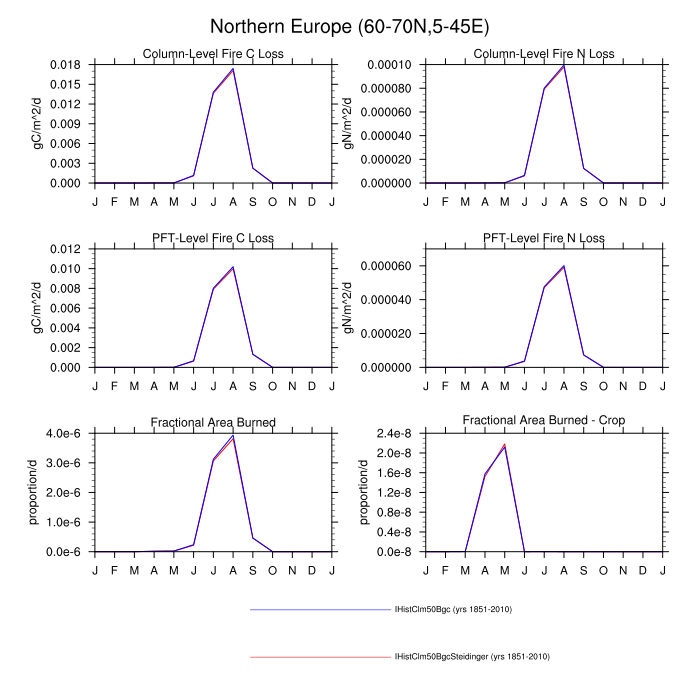 Northern Europe (60-70N,5-45E)
Column-Level Fire C Loss
gC/m^2/d
0.018
0.015
0.012
0.009
0.006
0.003
0.000
J F M A M J J A S O N D J
Column-Level Fire N Loss
gN/m^2/d
0.00010
0.000080
0.000060
0.000040
0.000020
0.000000
J F M A M J J A S O N D J
PFT-Level Fire C Loss
gC/m^2/d
0.012
0.010
0.008
0.006
0.004
0.002
0.000
J F M A M J J A S O N D J
PFT-Level Fire N Loss
gN/m^2/d
0.000060
0.000040
0.000020
0.000000
J F M A M J J A S O N D J
Fractional Area Burned
proportion/d
4.0e-6
3.0e-6
2.0e-6
1.0e-6
0.0e-6
J F M A M J J A S O N D J
Fractional Area Burned - Crop
proportion/d
2.4e-8
2.0e-8
1.6e-8
1.2e-8
0.8e-8
0.4e-8
0.0e-8
J F M A M J J A S O N D J
IHistClm50Bgc (yrs 1851-2010)
IHistClm50BgcSteidinger (yrs 1851-2010)